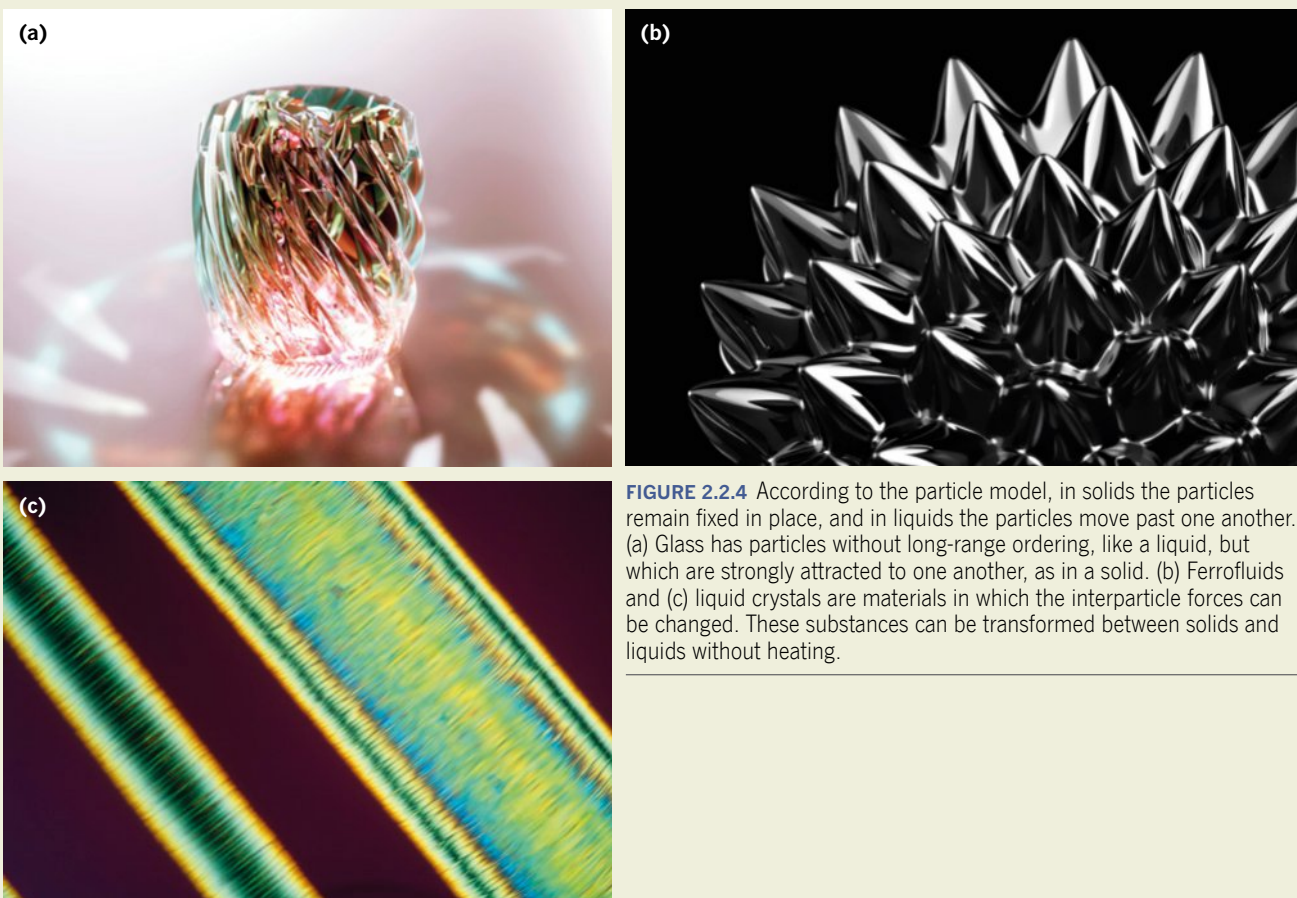 (a)
(b)
(c)
FIGURE 2.2.4 According to the particle model, in solids the particles
remain fixed in place, and in liquids the particles move past one another.
(a) Glass has particles without long-range ordering, like a liquid, but
which are strongly attracted to one another, as in a solid. (b) Ferrofluids
and (c) liquid crystals are materials in which the interparticle forces can
be changed. These substances can be transformed between solids and
liquids without heating.